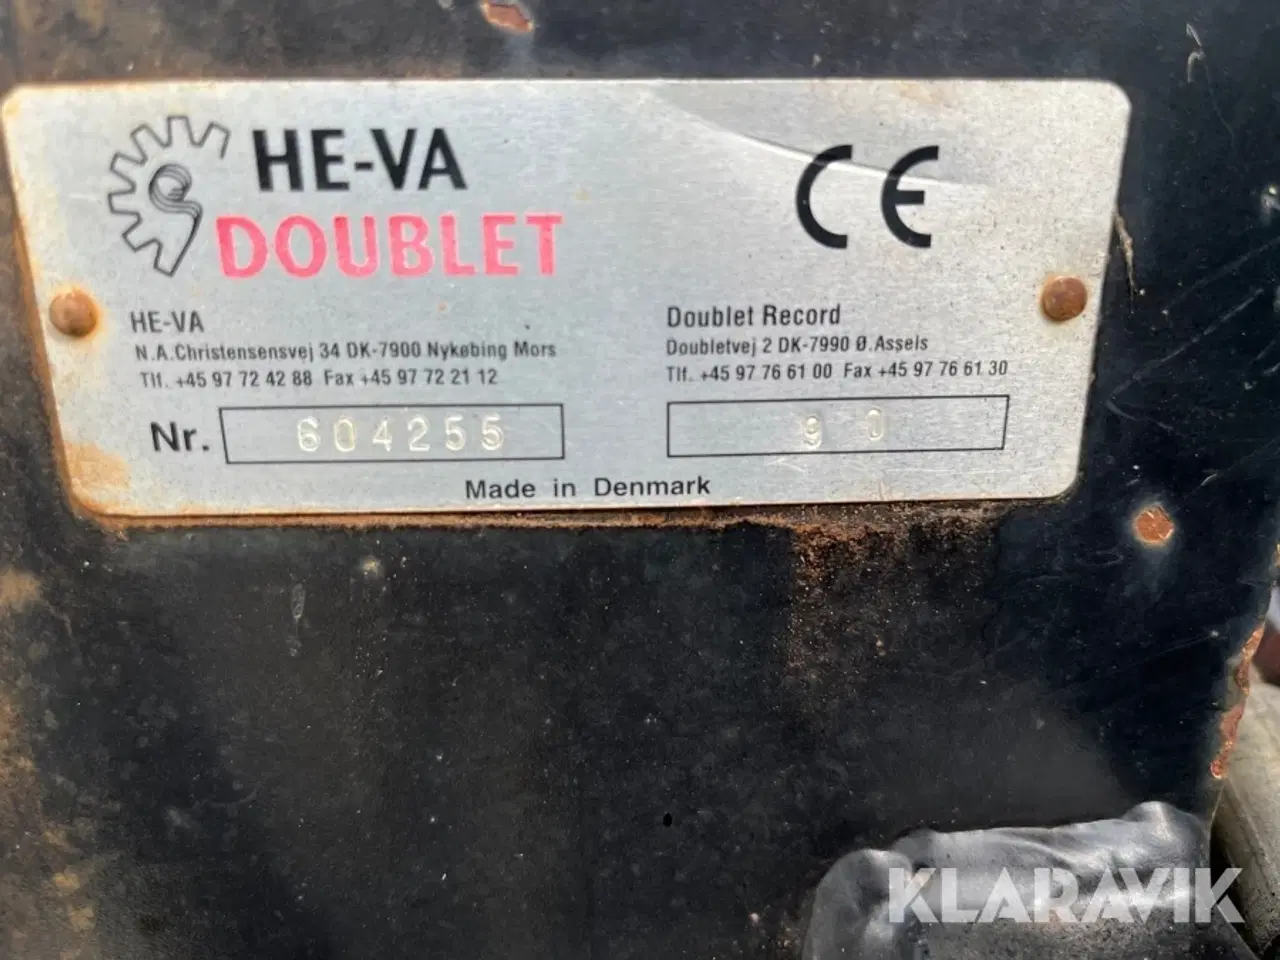 HE-VA
DOUBLET
CE
HE-VA
N.A.Christensensvej 34 DK-7900 Nykøbing Mors
Tlf. +45 97 72 42 88 Fax +45 97 72 21 12
Doublet Record
Doubletvej 2 DK-7990 Ø.Assels
Tlf. +45 97 76 61 00 Fax +45 97 76 61 30
Nr. 604255
9 0
Made in Denmark
KLARAVIK